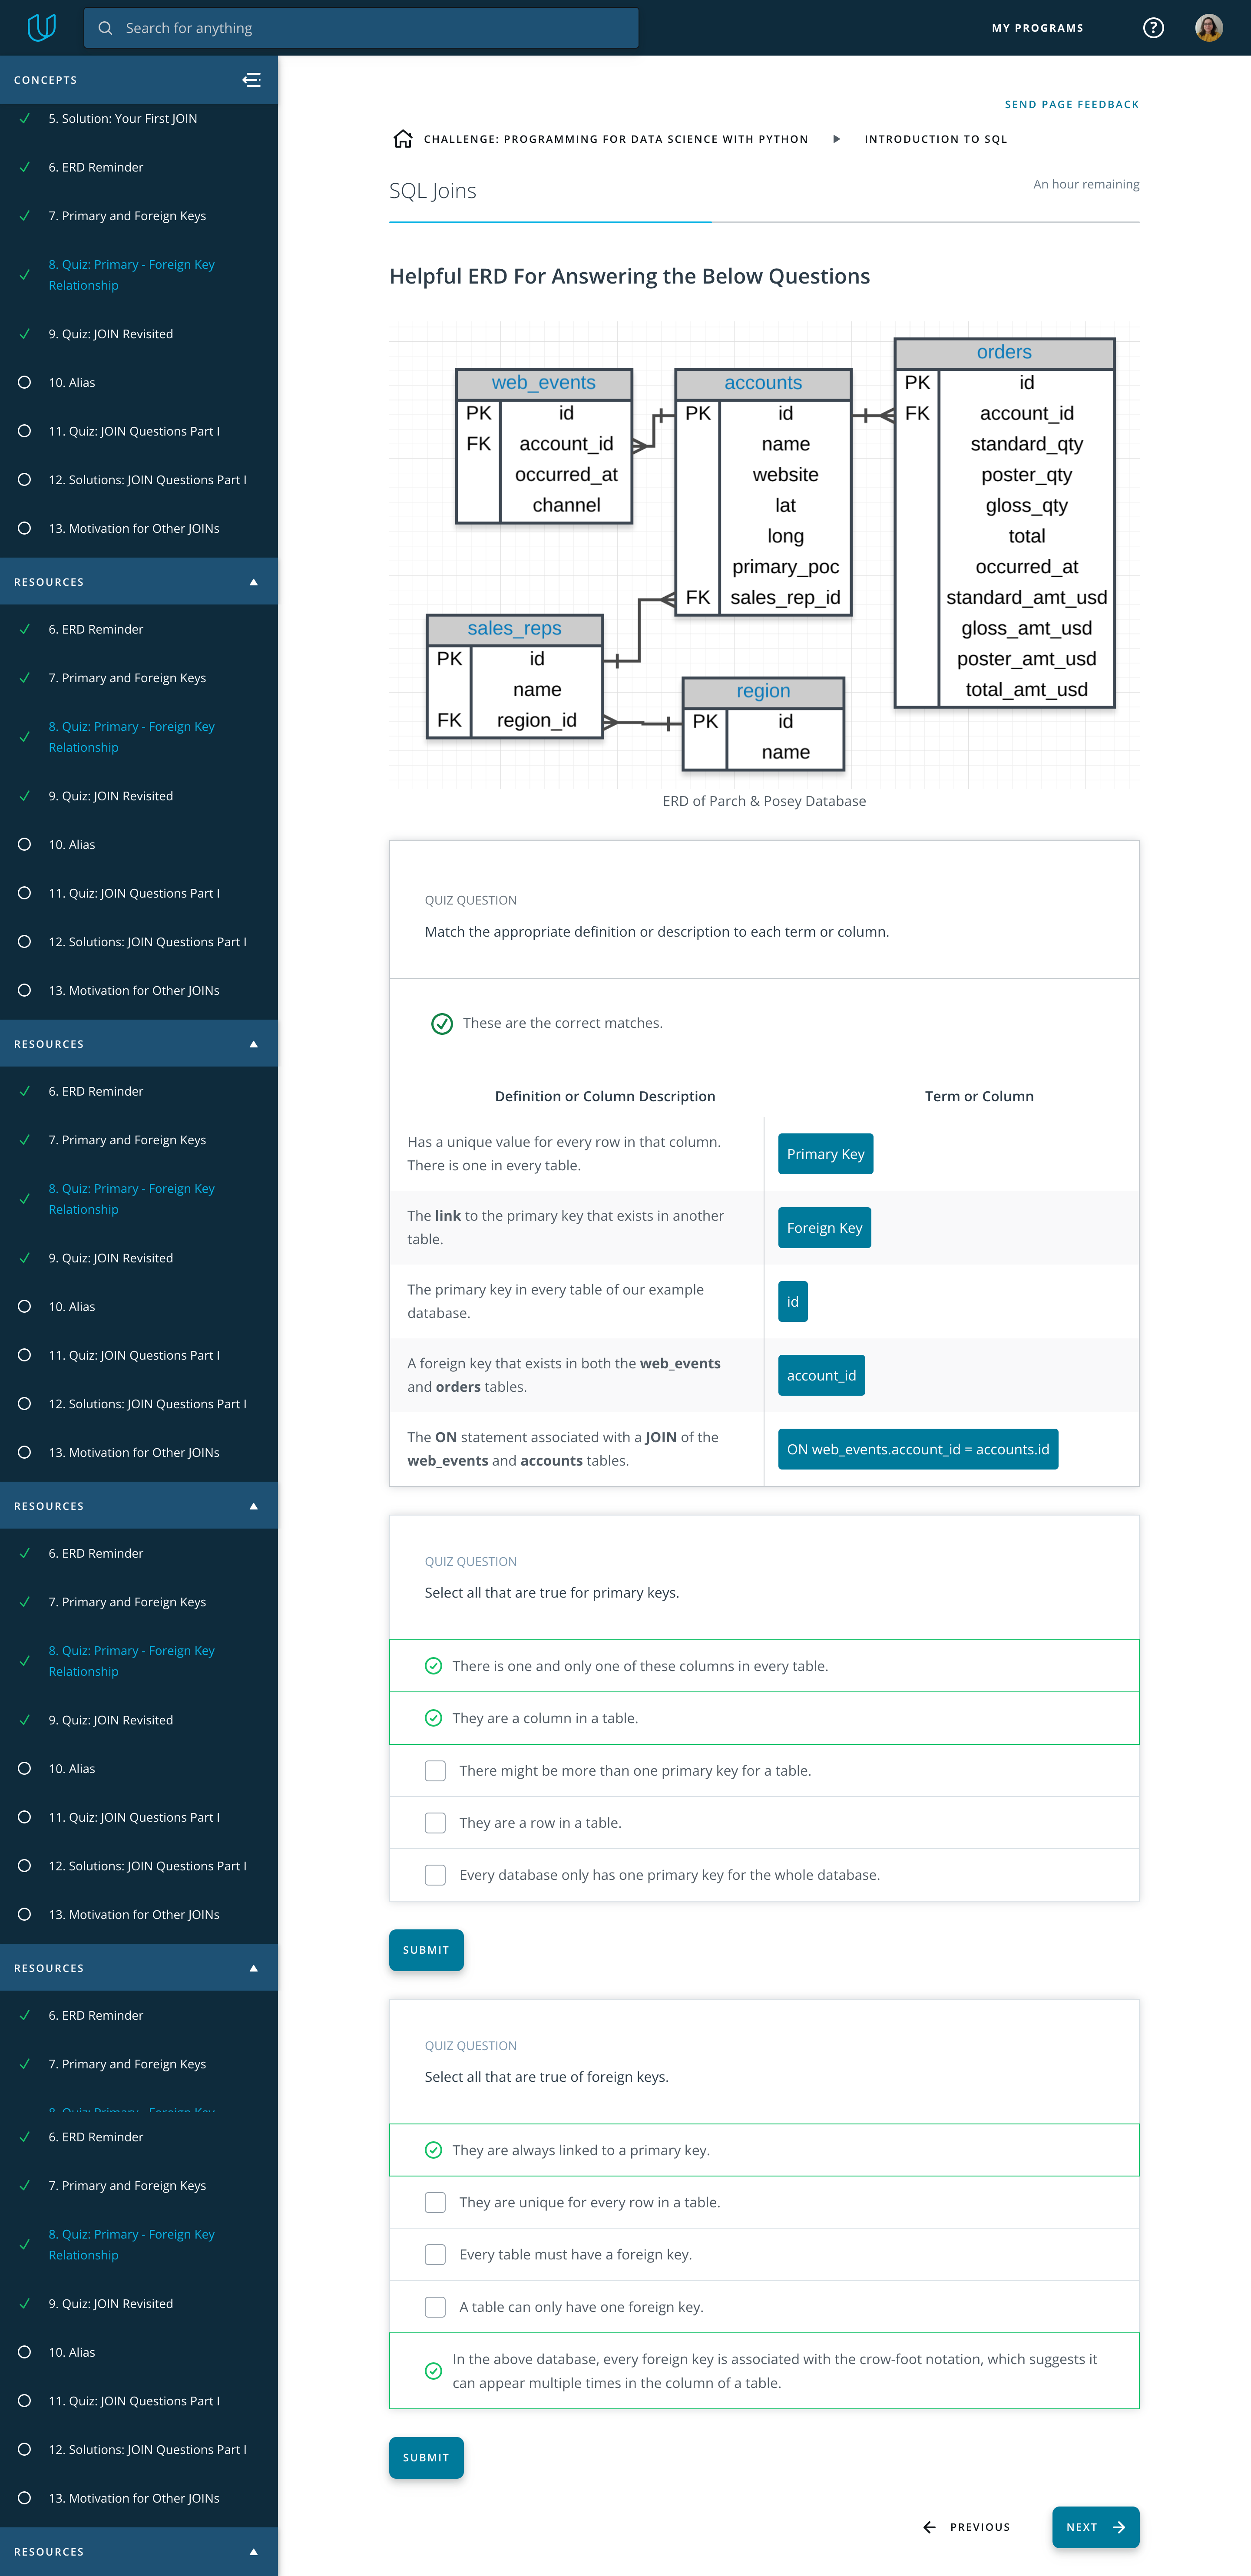 Search for anything
MY PROGRAMS
CONCEPTS
5. Solution: Your First JOIN
6. ERD Reminder
7. Primary and Foreign Keys
8. Quiz: Primary - Foreign Key
Relationship
9. Quiz: JOIN Revisited
10. Alias
11. Quiz: JOIN Questions Part I
12. Solutions: JOIN Questions Part I
13. Motivation for Other JOINs
RESOURCES
6. ERD Reminder
7. Primary and Foreign Keys
8. Quiz: Primary - Foreign Key
Relationship
9. Quiz: JOIN Revisited
10. Alias
11. Quiz: JOIN Questions Part I
12. Solutions: JOIN Questions Part I
13. Motivation for Other JOINs
RESOURCES
6. ERD Reminder
7. Primary and Foreign Keys
8. Quiz: Primary - Foreign Key
Relationship
9. Quiz: JOIN Revisited
10. Alias
11. Quiz: JOIN Questions Part I
12. Solutions: JOIN Questions Part I
13. Motivation for Other JOINs
RESOURCES
6. ERD Reminder
7. Primary and Foreign Keys
8. Quiz: Primary - Foreign Key
Relationship
9. Quiz: JOIN Revisited
10. Alias
11. Quiz: JOIN Questions Part I
12. Solutions: JOIN Questions Part I
13. Motivation for Other JOINs
RESOURCES
6. ERD Reminder
7. Primary and Foreign Keys
8. Quiz: Primary - Foreign Key
6. ERD Reminder
7. Primary and Foreign Keys
8. Quiz: Primary - Foreign Key
Relationship
9. Quiz: JOIN Revisited
10. Alias
11. Quiz: JOIN Questions Part I
12. Solutions: JOIN Questions Part I
13. Motivation for Other JOINs
RESOURCES
SEND PAGE FEEDBACK
CHALLENGE: PROGRAMMING FOR DATA SCIENCE WITH PYTHON
INTRODUCTION TO SQL
SQL Joins
An hour remaining
Helpful ERD For Answering the Below Questions
web_events
PK id
FK account_id
occurred_at
channel
accounts
PK id
name
website
lat
long
primary_poc
FK sales_rep_id
orders
PK id
FK account_id
standard_qty
poster_qty
gloss_qty
total
occurred_at
standard_amt_usd
gloss_amt_usd
poster_amt_usd
total_amt_usd
sales_reps
PK id
name
FK region_id
region
PK id
name
ERD of Parch & Posey Database
QUIZ QUESTION
Match the appropriate definition or description to each term or column.
These are the correct matches.
Definition or Column Description
Term or Column
Has a unique value for every row in that column.
There is one in every table.
Primary Key
The link to the primary key that exists in another
table.
Foreign Key
The primary key in every table of our example
database.
id
A foreign key that exists in both the web_events
and orders tables.
account_id
The ON statement associated with a JOIN of the
web_events and accounts tables.
ON web_events.account_id = accounts.id
QUIZ QUESTION
Select all that are true for primary keys.
There is one and only one of these columns in every table.
They are a column in a table.
There might be more than one primary key for a table.
They are a row in a table.
Every database only has one primary key for the whole database.
SUBMIT
QUIZ QUESTION
Select all that are true of foreign keys.
They are always linked to a primary key.
They are unique for every row in a table.
Every table must have a foreign key.
A table can only have one foreign key.
In the above database, every foreign key is associated with the crow-foot notation, which suggests it
can appear multiple times in the column of a table.
SUBMIT
PREVIOUS
NEXT